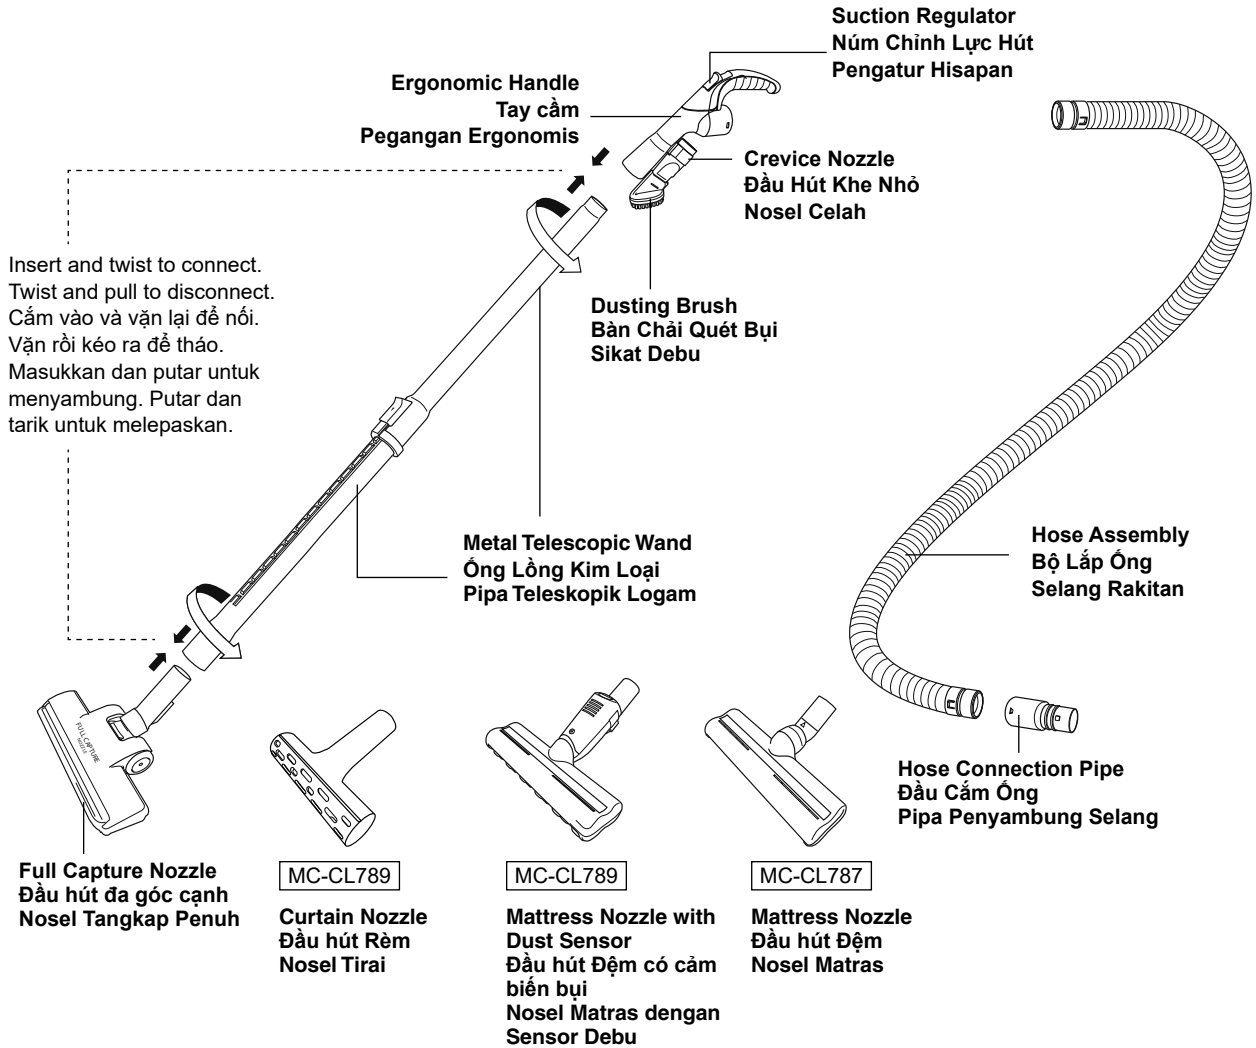 Suction Regulator
Núm Chỉnh Lực Hút
Pengatur Hisapan
Ergonomic Handle
Tay cầm
Pegangan Ergonomis
Crevice Nozzle
Đầu Hút Khe Nhỏ
Nosel Celah
Insert and twist to connect.
Twist and pull to disconnect.
Cắm vào và vặn lại để nối.
Vặn rồi kéo ra để tháo.
Masukkan dan putar untuk
menyambung. Putar dan
tarik untuk melepaskan.
Dusting Brush
Bàn Chải Quét Bụi
Sikat Debu
Metal Telescopic Wand
Ống Lồng Kim Loại
Pipa Teleskopik Logam
Hose Assembly
Bộ Lắp Ống
Selang Rakitan
FULL CAPTURE
NOZZLE
Hose Connection Pipe
Đầu Cắm Ống
Pipa Penyambung Selang
Full Capture Nozzle
Đầu hút đa góc cạnh
Nosel Tangkap Penuh
MC-CL789
Curtain Nozzle
Đầu hút Rèm
Nosel Tirai
MC-CL789
Mattress Nozzle with
Dust Sensor
Đầu hút Đệm có cảm
biến bụi
Nosel Matras dengan
Sensor Debu
MC-CL787
Mattress Nozzle
Đầu hút Đệm
Nosel Matras